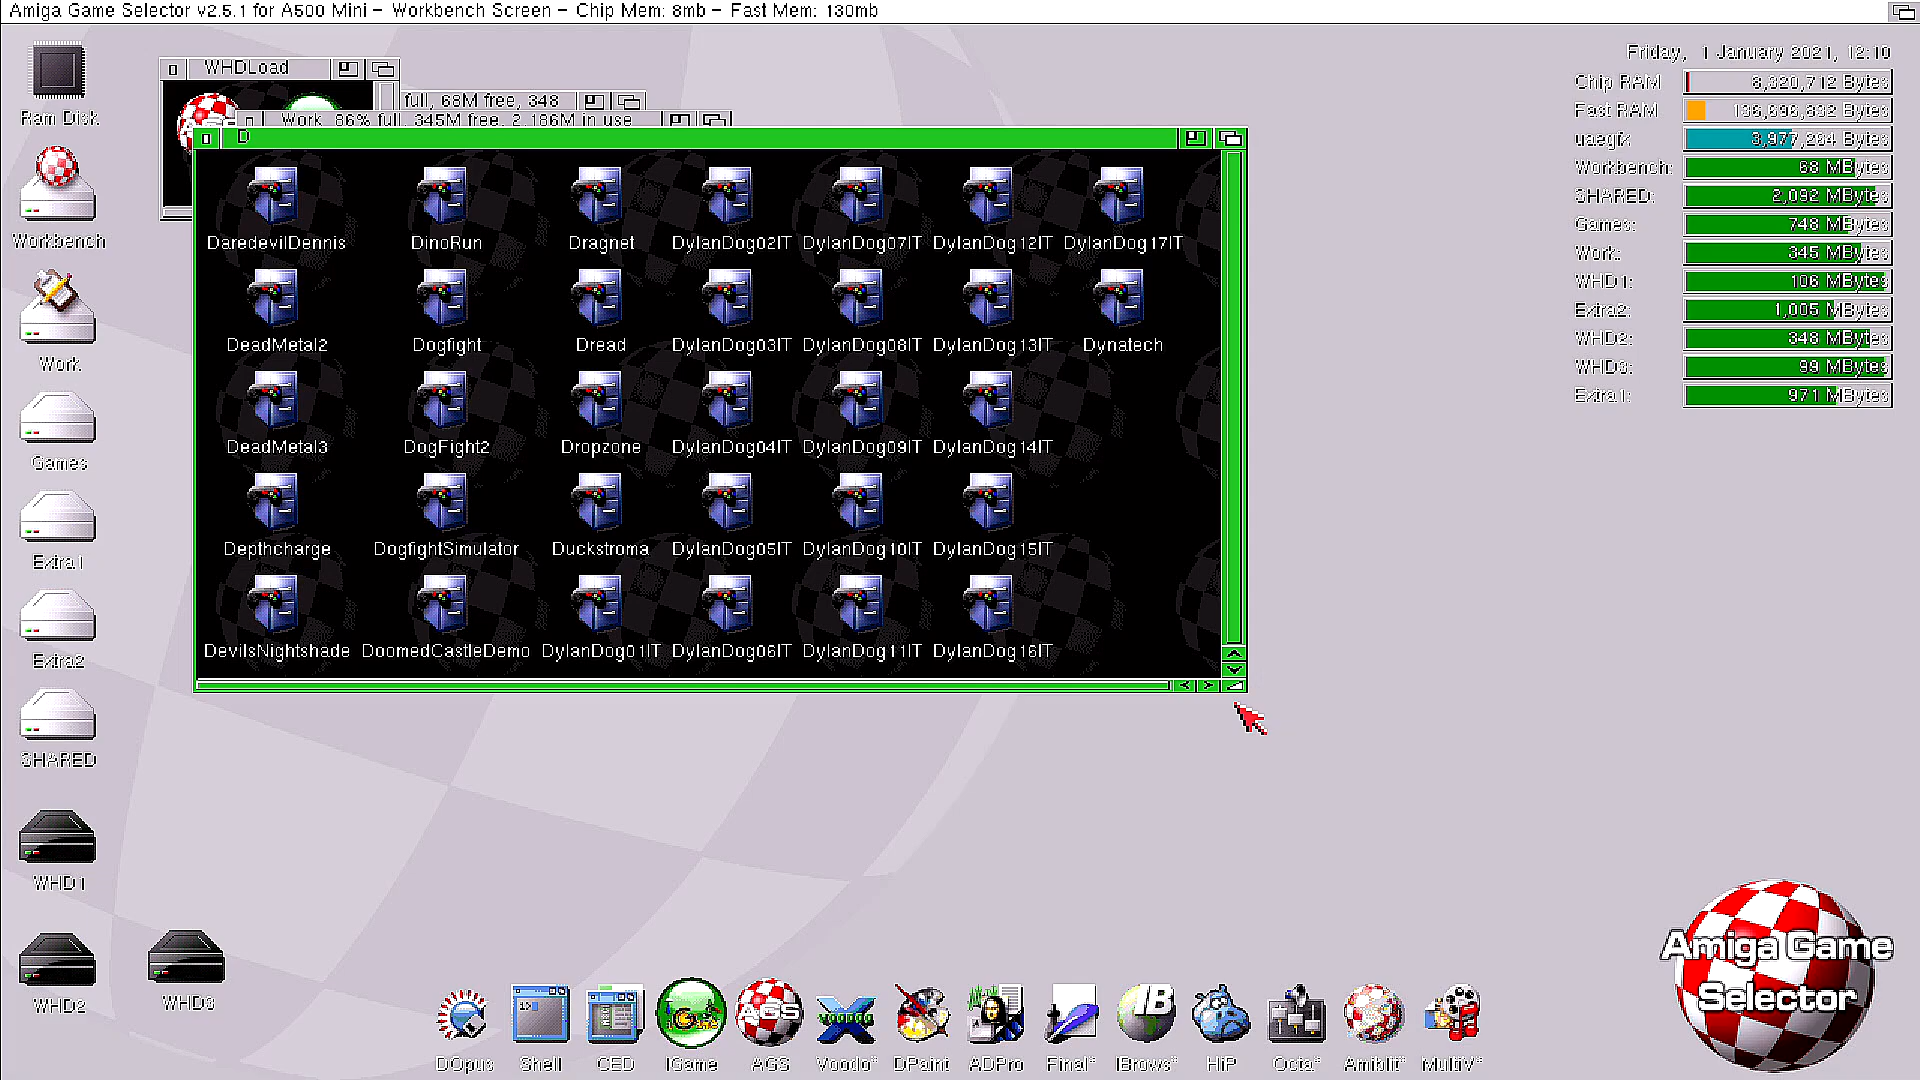 Amiga Game Selector v2.5.1 for A500 Mini - Workbench Screen - Chip Mem: 8mb - Fast Mem: 130mb
Ram Disk
Workbench
Work
Games
Extra1
Extra2
SHARED
WHD1
WHD2
WHD3
WHDLoad
full, 68M free, 348
Work 86% full, 345M free, 2,186M in use
D
DaredevilDennis DinoRun Dragnet DylanDog02IT DylanDog07IT DylanDog12IT DylanDog17IT
DeadMetal2 Dogfight Dread DylanDog03IT DylanDog08IT DylanDog13IT Dynatech
DeadMetal3 DogFight2 Dropzone DylanDog04IT DylanDog09IT DylanDog14IT
Depthcharge DogfightSimulator Duckstroma DylanDog05IT DylanDog10IT DylanDog15IT
DevilsNightshade DoomedCastleDemo DylanDog01IT DylanDog06IT DylanDog11IT DylanDog16IT
Friday, 1 January 2021, 12:10
Chip RAM 8,320,712 Bytes
Fast RAM 136,696,832 Bytes
uaegfx 3,977,284 Bytes
Workbench: 68 MBytes
SHARED: 2,092 MBytes
Games: 748 MBytes
Work: 345 MBytes
WHD1: 106 MBytes
Extra2: 1,005 MBytes
WHD2: 348 MBytes
WHD3: 99 MBytes
Extra1: 971 MBytes
iGame
AGS
IB
DOpus Shell CED IGame AGS Voodo* DPaint ADPro Final* IBrows* HiP Octa* Amiblit* MultiV*
Amiga Game
Selector